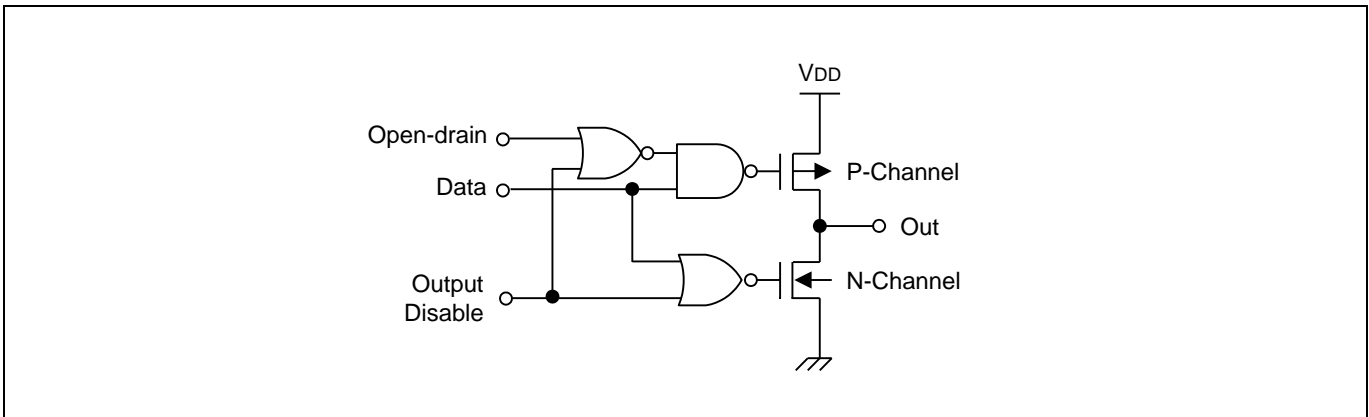 VDD
Open-drain
Data
P-Channel
Out
Output
Disable
N-Channel